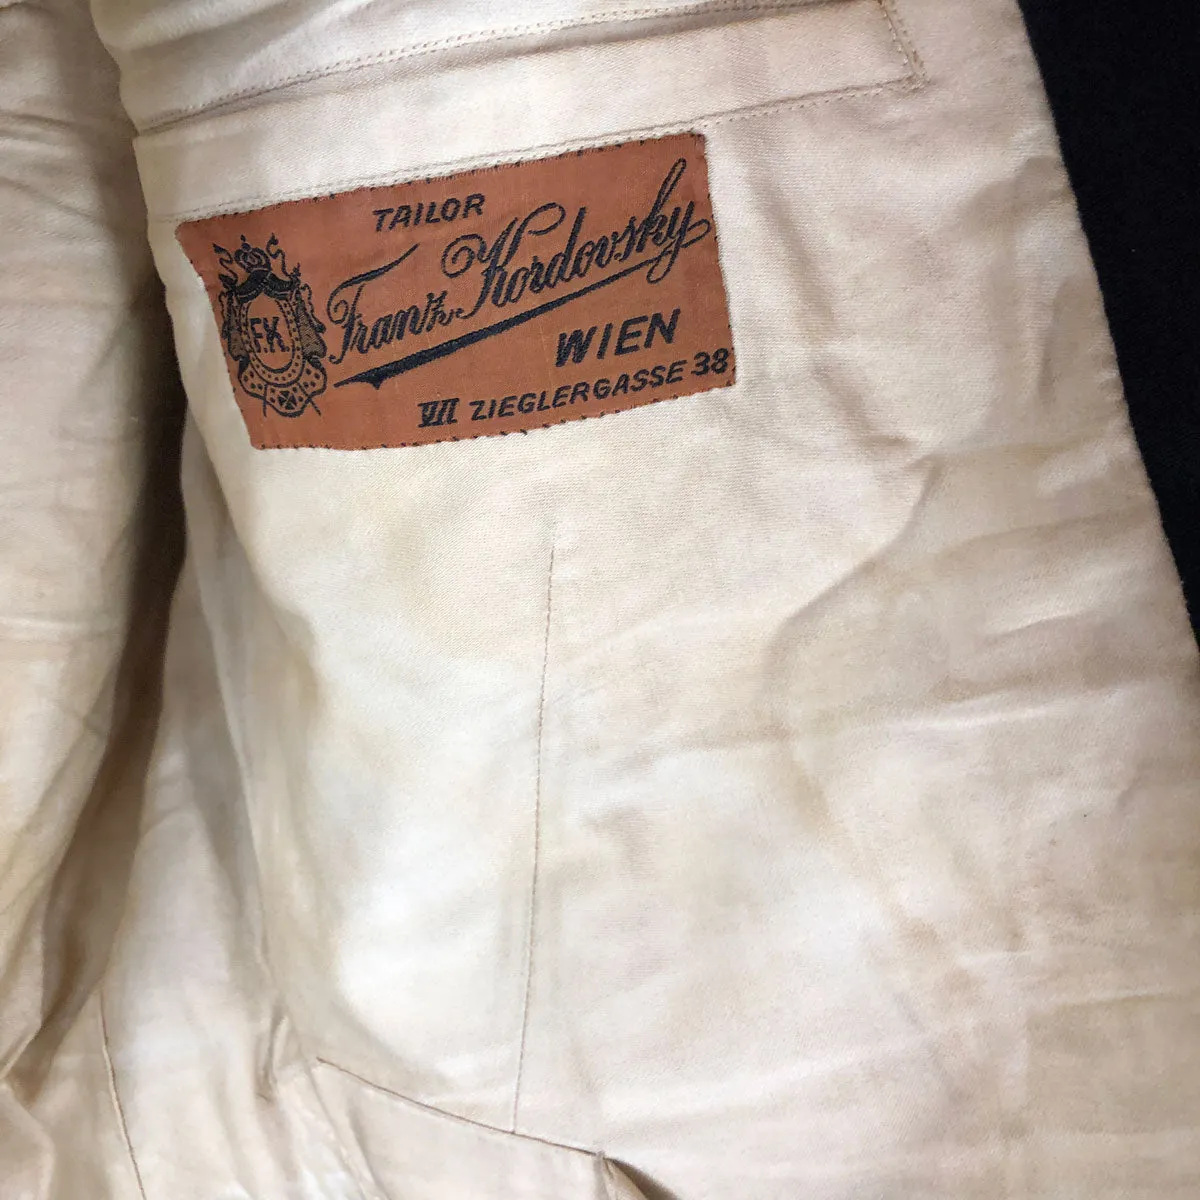 TAILOR
Franz Kordovsky
F.K.
WIEN
VII ZIEGLERGASSE 38